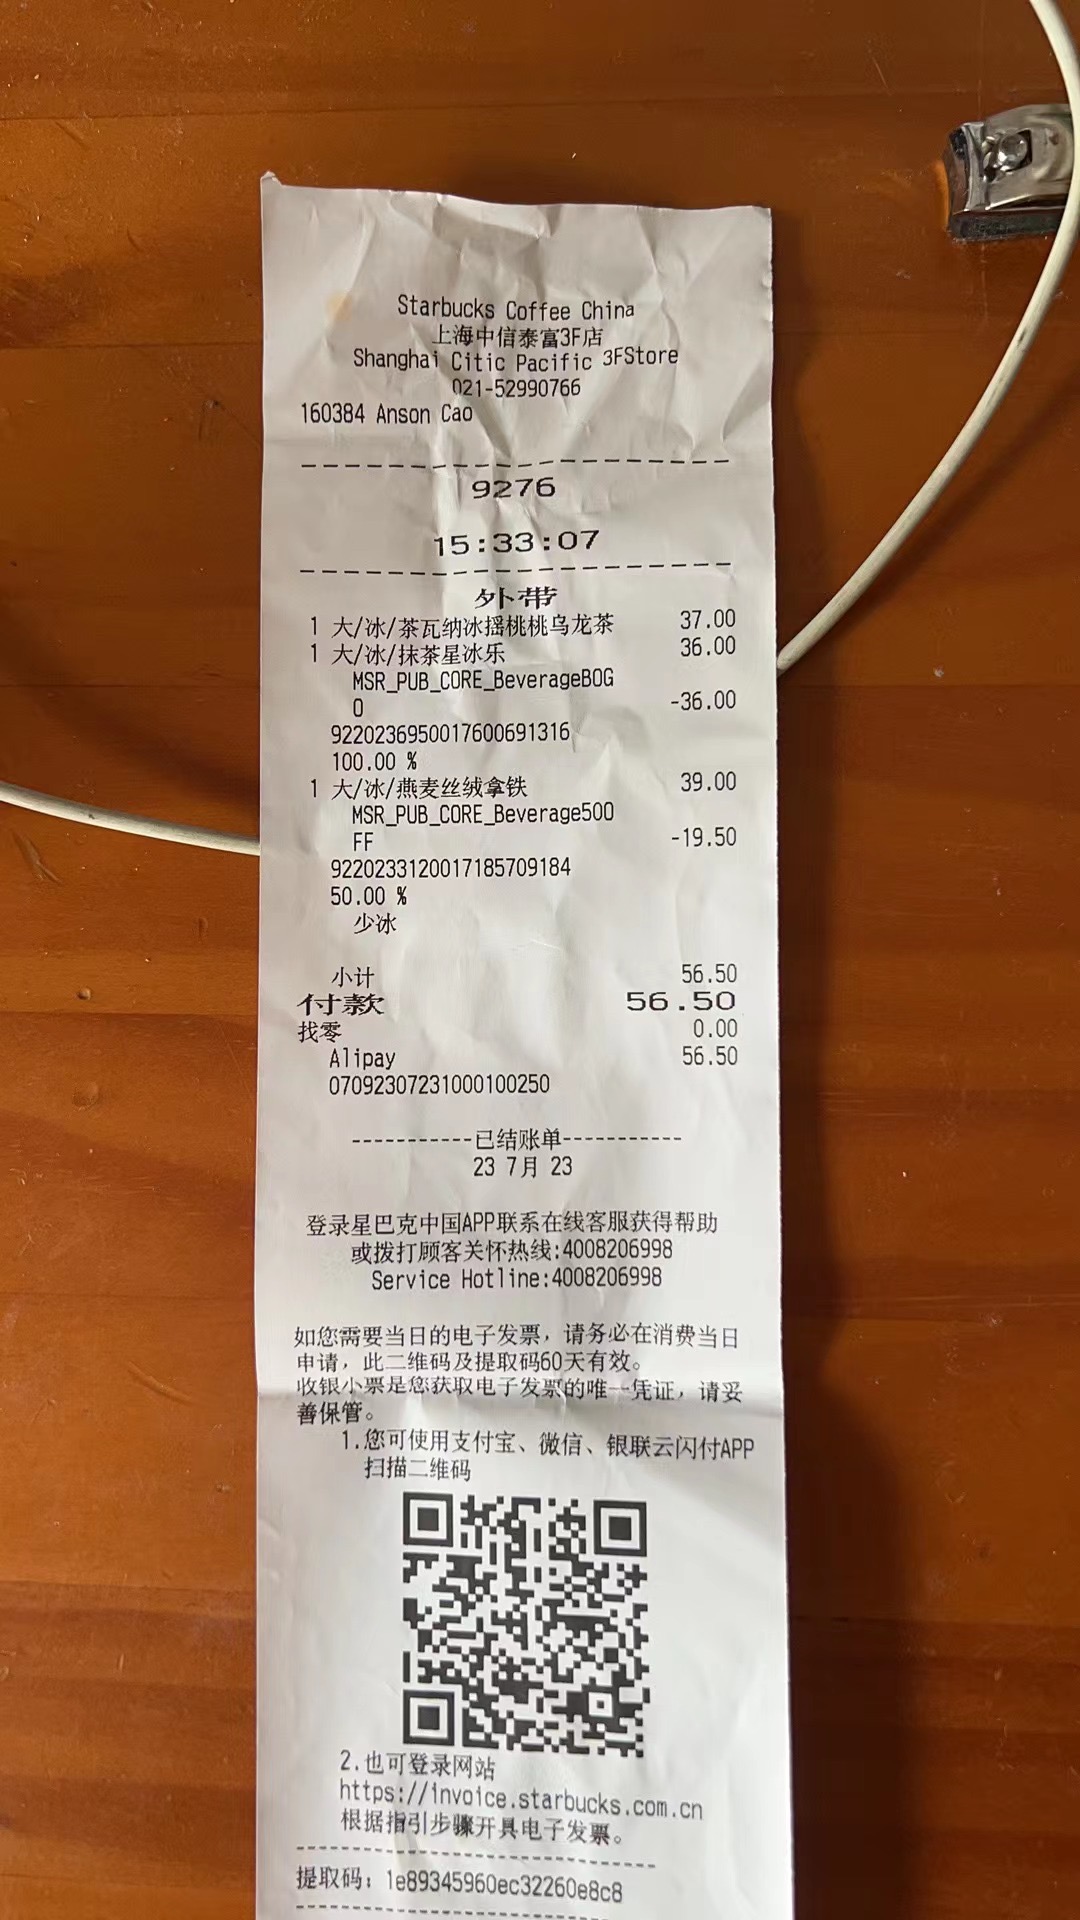 Starbucks Coffee China
上海中信泰富3F店
Shanghai Citic Pacific 3FStore
021-52990766
160384 Anson Cao
9276
15:33:07
外带
1 大/冰/茶瓦纳冰摇桃桃乌龙茶 37.00
1 大/冰/抹茶星冰乐 36.00
MSR_PUB_CORE_BeverageBOG
O -36.00
9220236950017600691316
100.00 %
1 大/冰/燕麦丝绒拿铁 39.00
MSR_PUB_CORE_Beverage50O
FF -19.50
9220233120017185709184
50.00 %
少冰
小计 56.50
付款 56.50
找零 0.00
Alipay 56.50
07092307231000100250
-----------已结账单-----------
23 7月 23
登录星巴克中国APP联系在线客服获得帮助
或拨打顾客关怀热线:4008206998
Service Hotline:4008206998
如您需要当日的电子发票，请务必在消费当日
申请，此二维码及提取码60天有效。
收银小票是您获取电子发票的唯一凭证，请妥
善保管。
1.您可使用支付宝、微信、银联云闪付APP
扫描二维码
2.也可登录网站
https://invoice.starbucks.com.cn
根据指引步骤开具电子发票。
提取码：1e89345960ec32260e8c8